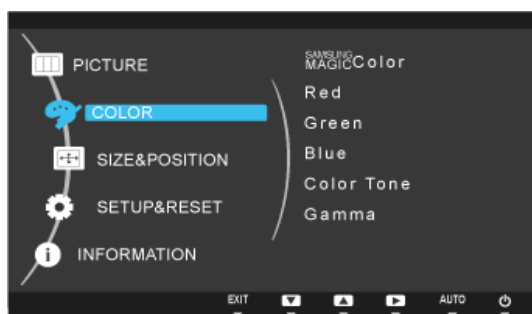 PICTURE
COLOR
SIZE&POSITION
SETUP&RESET
INFORMATION
SAMSUNG
MAGICColor
Red
Green
Blue
Color Tone
Gamma
EXIT
AUTO